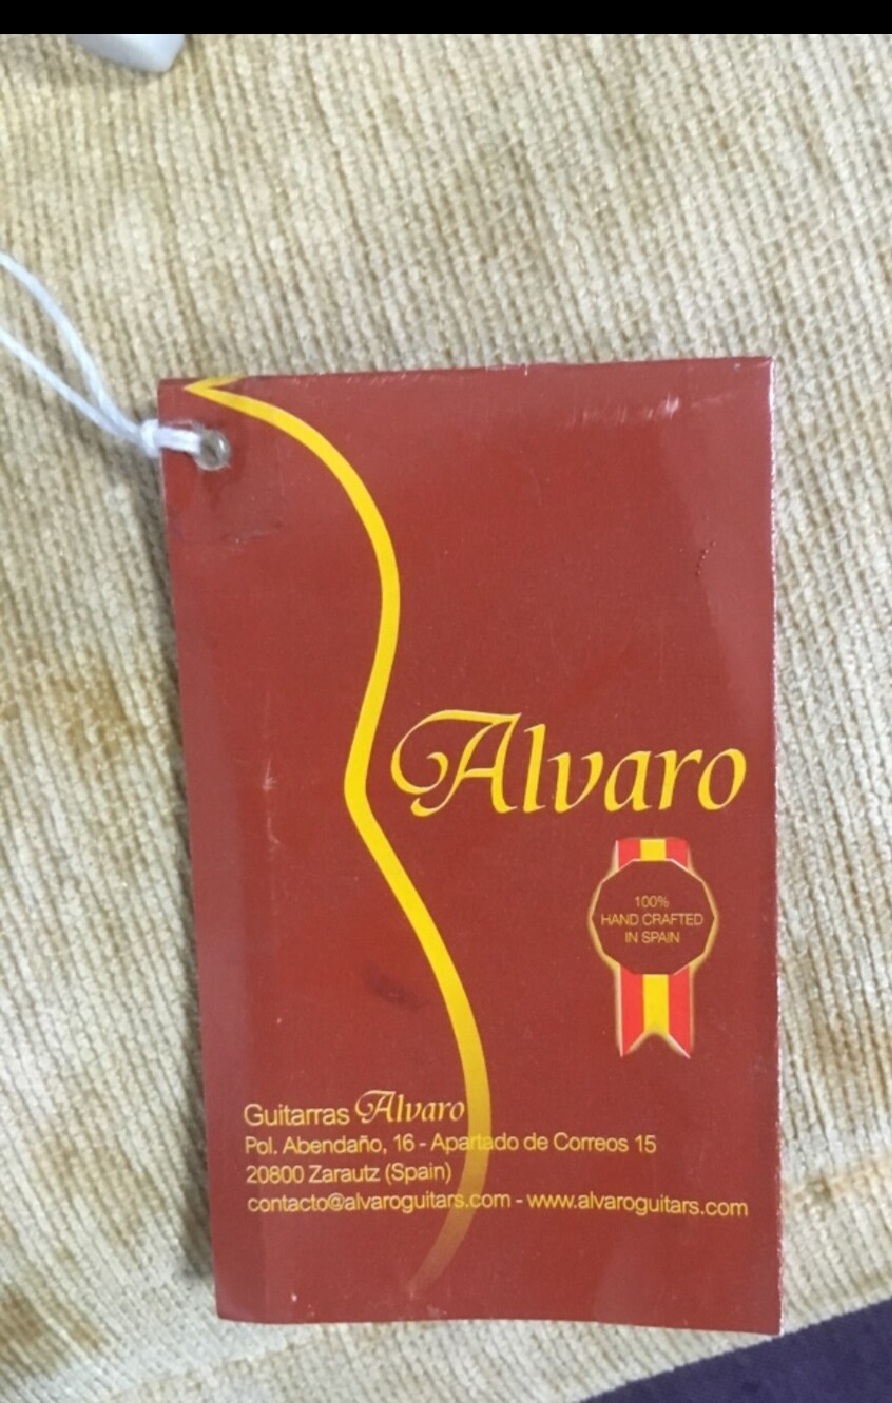 Alvaro
100%
HAND CRAFTED
IN SPAIN
Guitarras Alvaro
Pol. Abendaño, 16 - Apartado de Correos 15
20800 Zarautz (Spain)
contacto@alvaroguitars.com - www.alvaroguitars.com